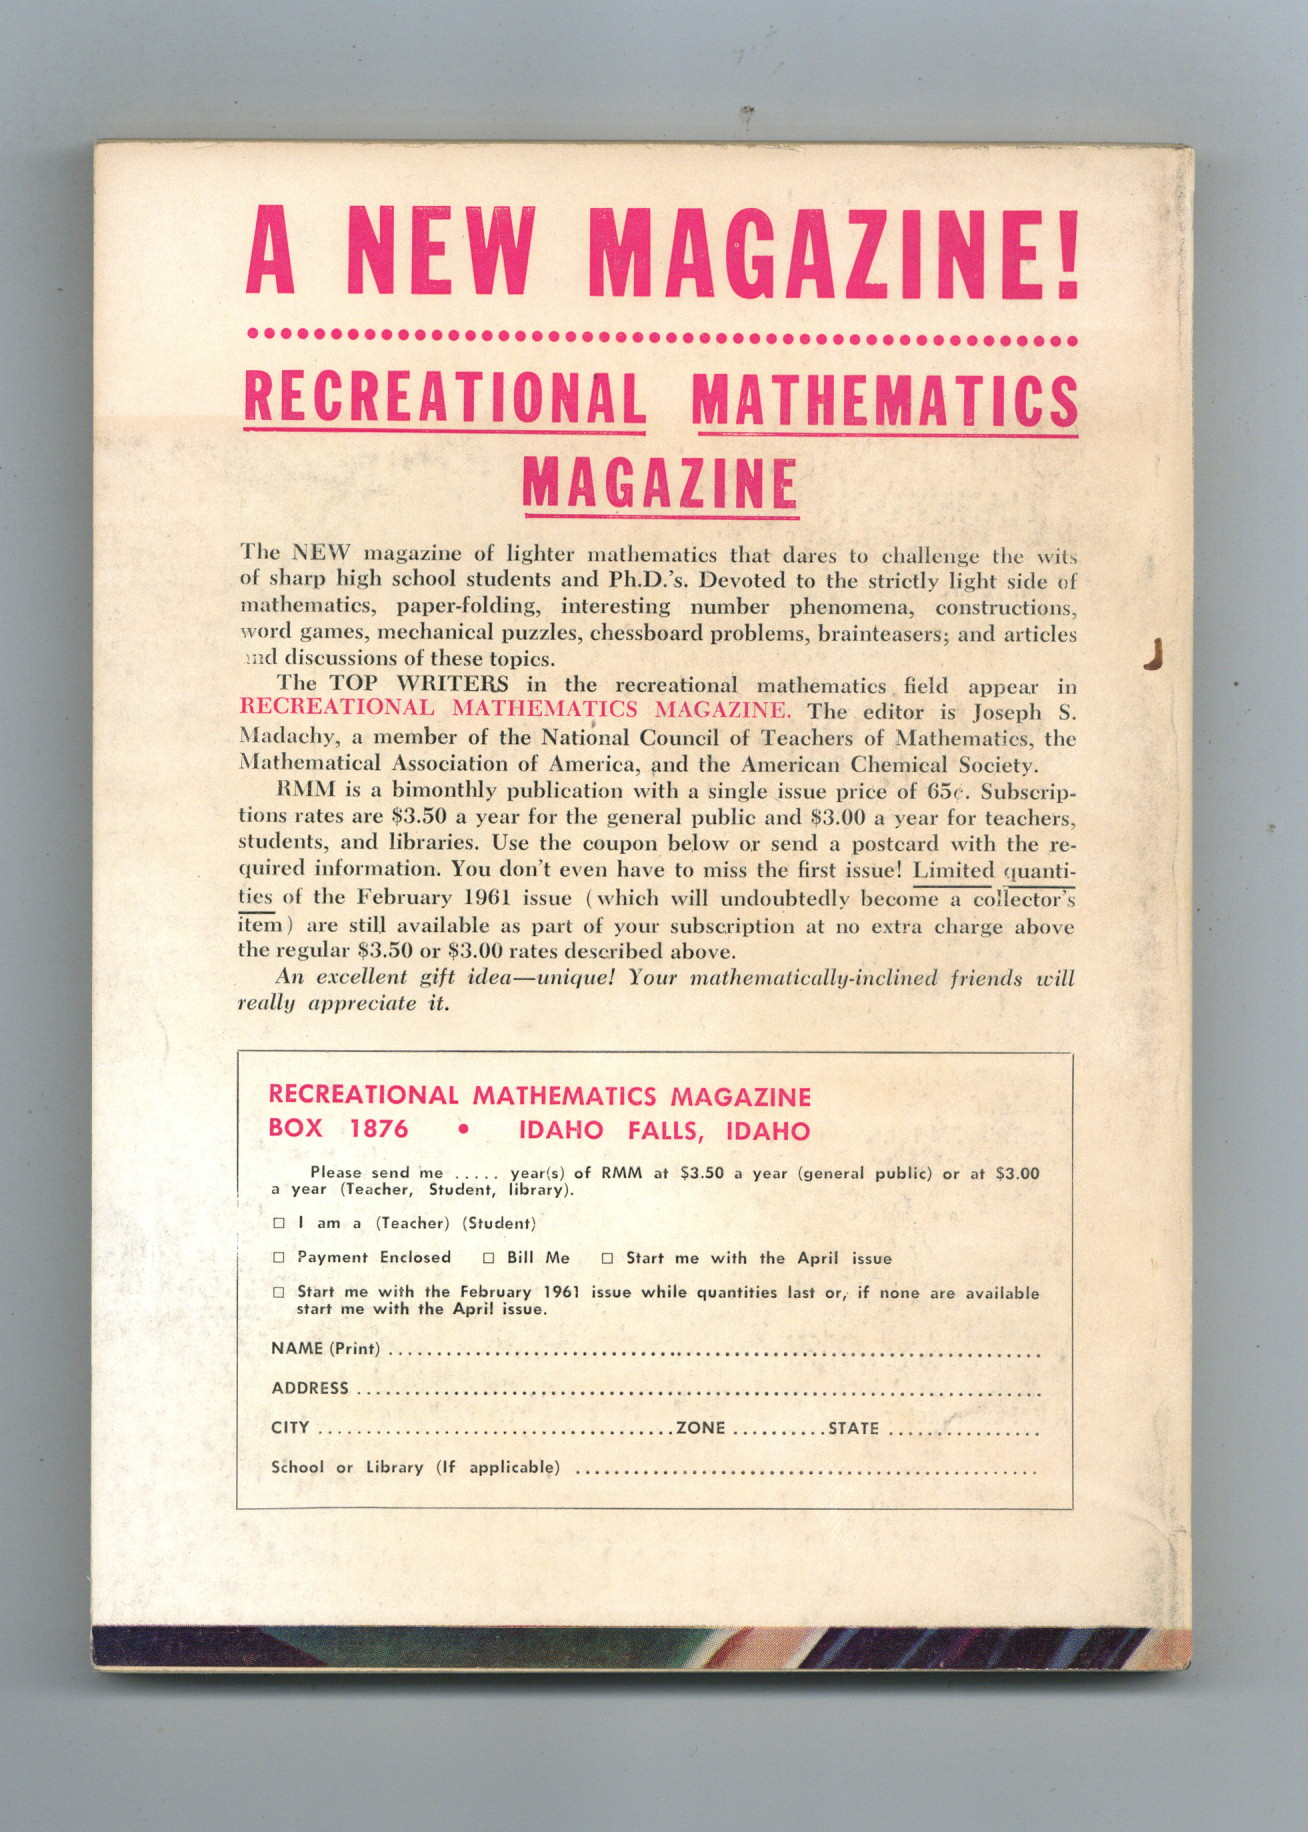 A NEW MAGAZINE!
RECREATIONAL MATHEMATICS
MAGAZINE
The NEW magazine of lighter mathematics that dares to challenge the wits
of sharp high school students and Ph.D.'s. Devoted to the strictly light side of
mathematics, paper-folding, interesting number phenomena, constructions,
word games, mechanical puzzles, chessboard problems, brainteasers; and articles
and discussions of these topics.
The TOP WRITERS in the recreational mathematics field appear in
RECREATIONAL MATHEMATICS MAGAZINE. The editor is Joseph S.
Madachy, a member of the National Council of Teachers of Mathematics, the
Mathematical Association of America, and the American Chemical Society.
RMM is a bimonthly publication with a single issue price of 65¢. Subscrip-
tions rates are $3.50 a year for the general public and $3.00 a year for teachers,
students, and libraries. Use the coupon below or send a postcard with the re-
quired information. You don't even have to miss the first issue! Limited quanti-
ties of the February 1961 issue (which will undoubtedly become a collector's
item) are still available as part of your subscription at no extra charge above
the regular $3.50 or $3.00 rates described above.
An excellent gift idea—unique! Your mathematically-inclined friends will
really appreciate it.
RECREATIONAL MATHEMATICS MAGAZINE
BOX 1876 • IDAHO FALLS, IDAHO
Please send me ..... year(s) of RMM at $3.50 a year (general public) or at $3.00
a year (Teacher, Student, library).
□ I am a (Teacher) (Student)
□ Payment Enclosed □ Bill Me □ Start me with the April issue
□ Start me with the February 1961 issue while quantities last or, if none are available
start me with the April issue.
NAME (Print) ....................................................................
ADDRESS .......................................................................
CITY .....................................ZONE ..........STATE ................
School or Library (If applicable) ................................................